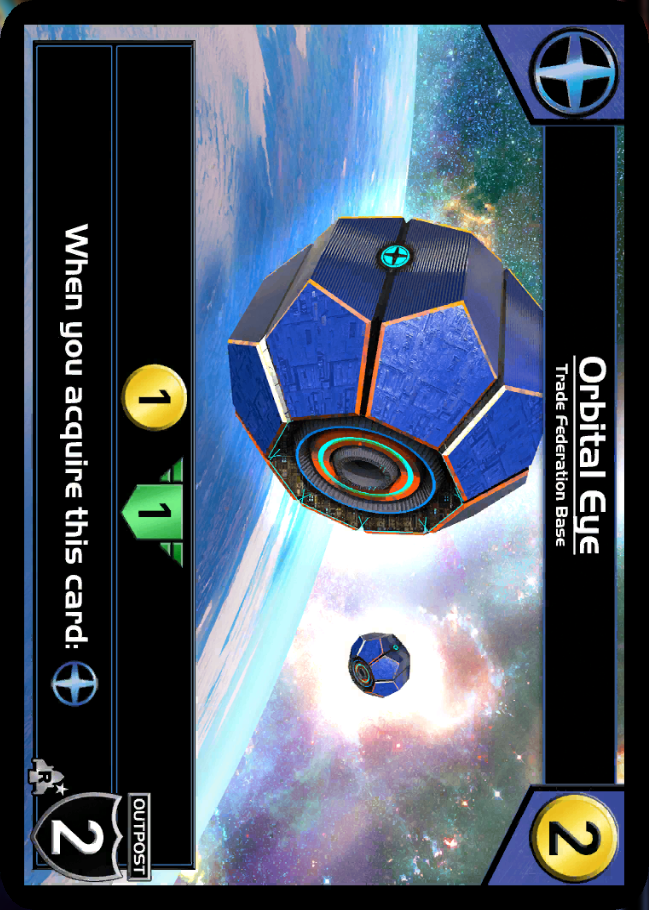 Orbital Eye
Trade Federation Base
2
1 1
When you acquire this card:
OUTPOST
2
R